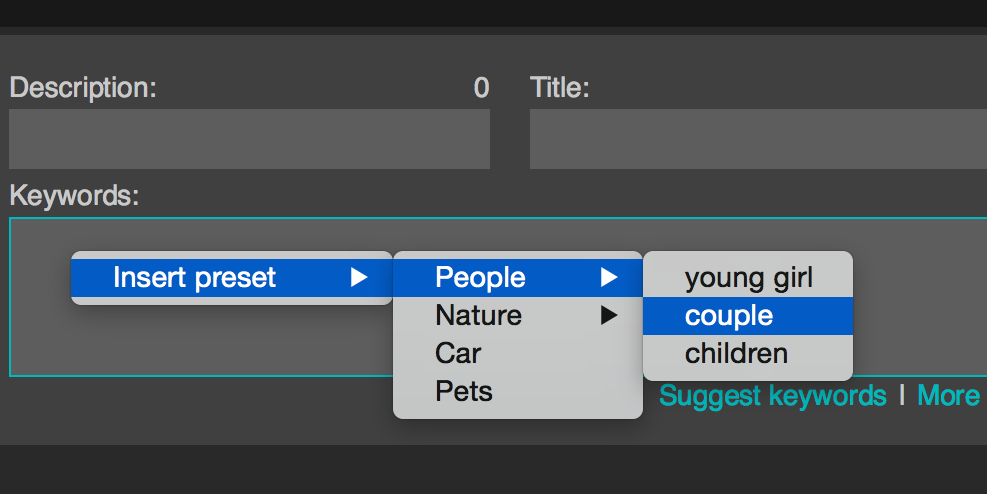 Description: 0 Title:
Keywords:
Insert preset People young girl
Nature couple
Car children
Pets
Suggest keywords | More